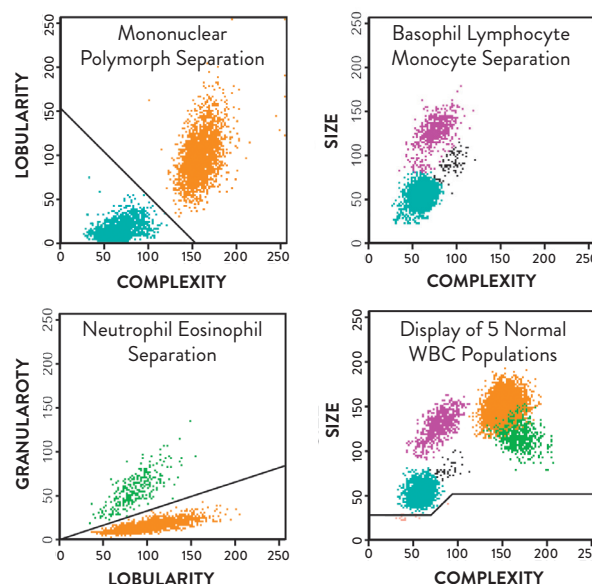 Mononuclear
Polymorph Separation
LOBULARITY
250
200
150
100
50
0
0 50 100 150 200 250
COMPLEXITY
Basophil Lymphocyte
Monocyte Separation
SIZE
250
200
150
100
50
0
0 50 100 150 200 250
COMPLEXITY
Neutrophil Eosinophil
Separation
GRANULAROTY
250
200
150
100
50
0
0 50 100 150 200 250
LOBULARITY
Display of 5 Normal
WBC Populations
SIZE
250
200
150
100
50
0
0 50 100 150 200 250
COMPLEXITY